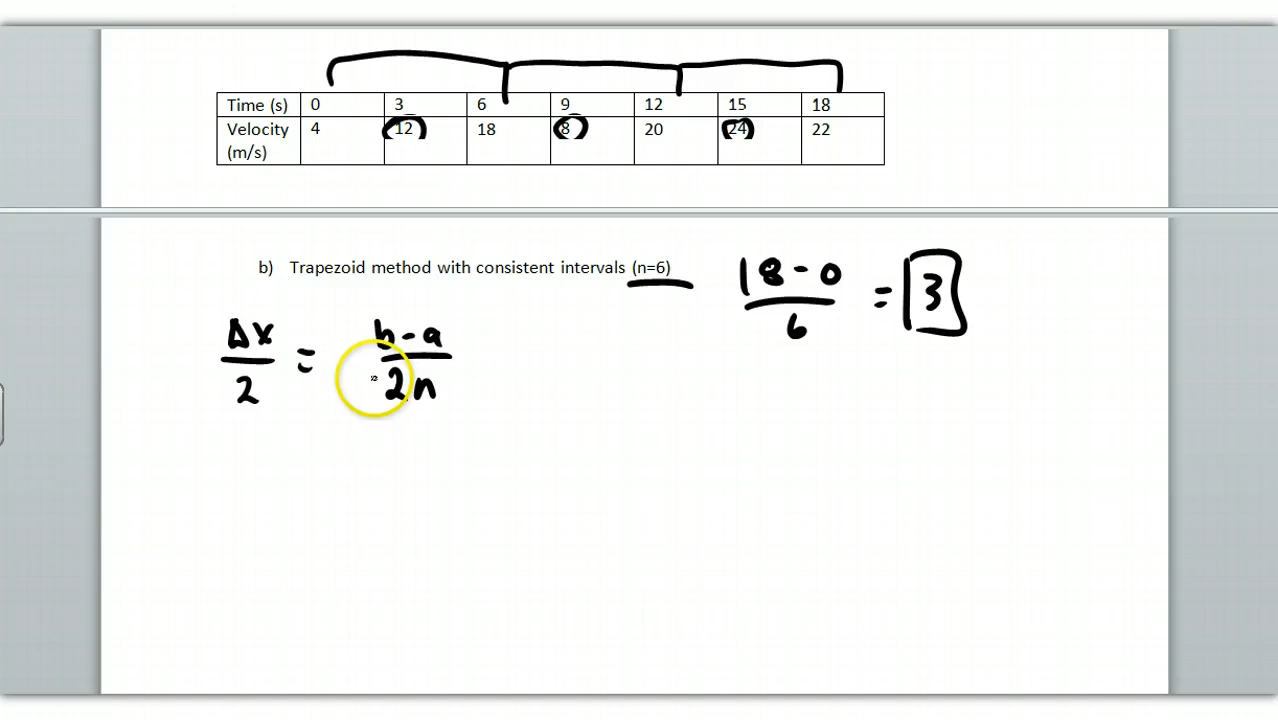 Time (s) 0 3 6 9 12 15 18
Velocity (m/s) 4 12 18 8 20 24 22
b) Trapezoid method with consistent intervals (n=6)
18 - 0 / 6 = 3
Δx / 2 = b - a / 2n